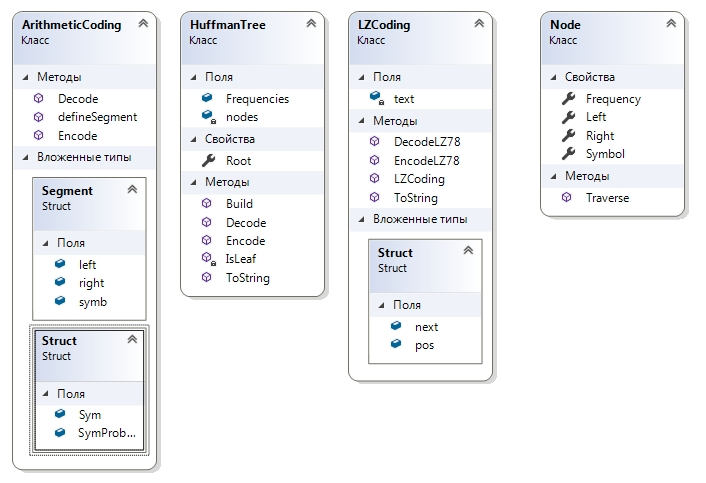 ArithmeticCoding
Класс
Методы
Decode
defineSegment
Encode
Вложенные типы
Segment
Struct
Поля
left
right
symb
Struct
Struct
Поля
Sym
SymProb...
HuffmanTree
Класс
Поля
Frequencies
nodes
Свойства
Root
Методы
Build
Decode
Encode
IsLeaf
ToString
LZCoding
Класс
Поля
text
Методы
DecodeLZ78
EncodeLZ78
LZCoding
ToString
Вложенные типы
Struct
Struct
Поля
next
pos
Node
Класс
Свойства
Frequency
Left
Right
Symbol
Методы
Traverse